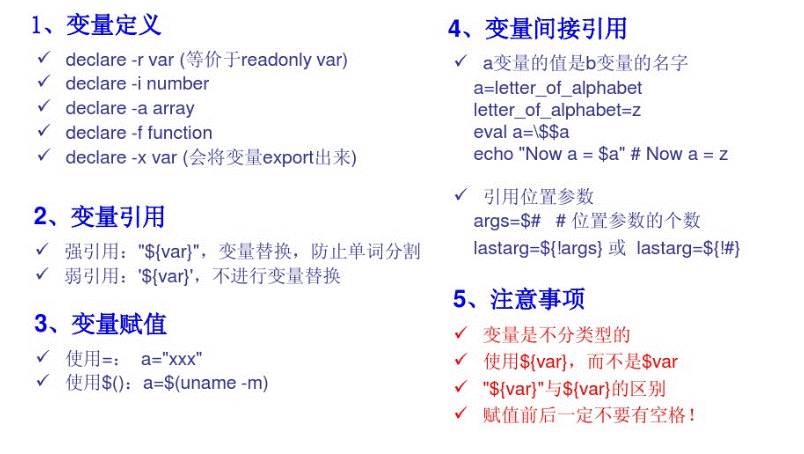 1、变量定义
✓ declare -r var (等价于readonly var)
✓ declare -i number
✓ declare -a array
✓ declare -f function
✓ declare -x var (会将变量export出来)
2、变量引用
✓ 强引用："${var}"，变量替换，防止单词分割
✓ 弱引用：'${var}'，不进行变量替换
3、变量赋值
✓ 使用=： a="xxx"
✓ 使用$()：a=$(uname -m)
4、变量间接引用
✓ a变量的值是b变量的名字
a=letter_of_alphabet
letter_of_alphabet=z
eval a=\$$a
echo "Now a = $a" # Now a = z
✓ 引用位置参数
args=$# # 位置参数的个数
lastarg=${!args} 或 lastarg=${!#}
5、注意事项
✓ 变量是不分类型的
✓ 使用${var}，而不是$var
✓ "${var}"与${var}的区别
✓ 赋值前后一定不要有空格！